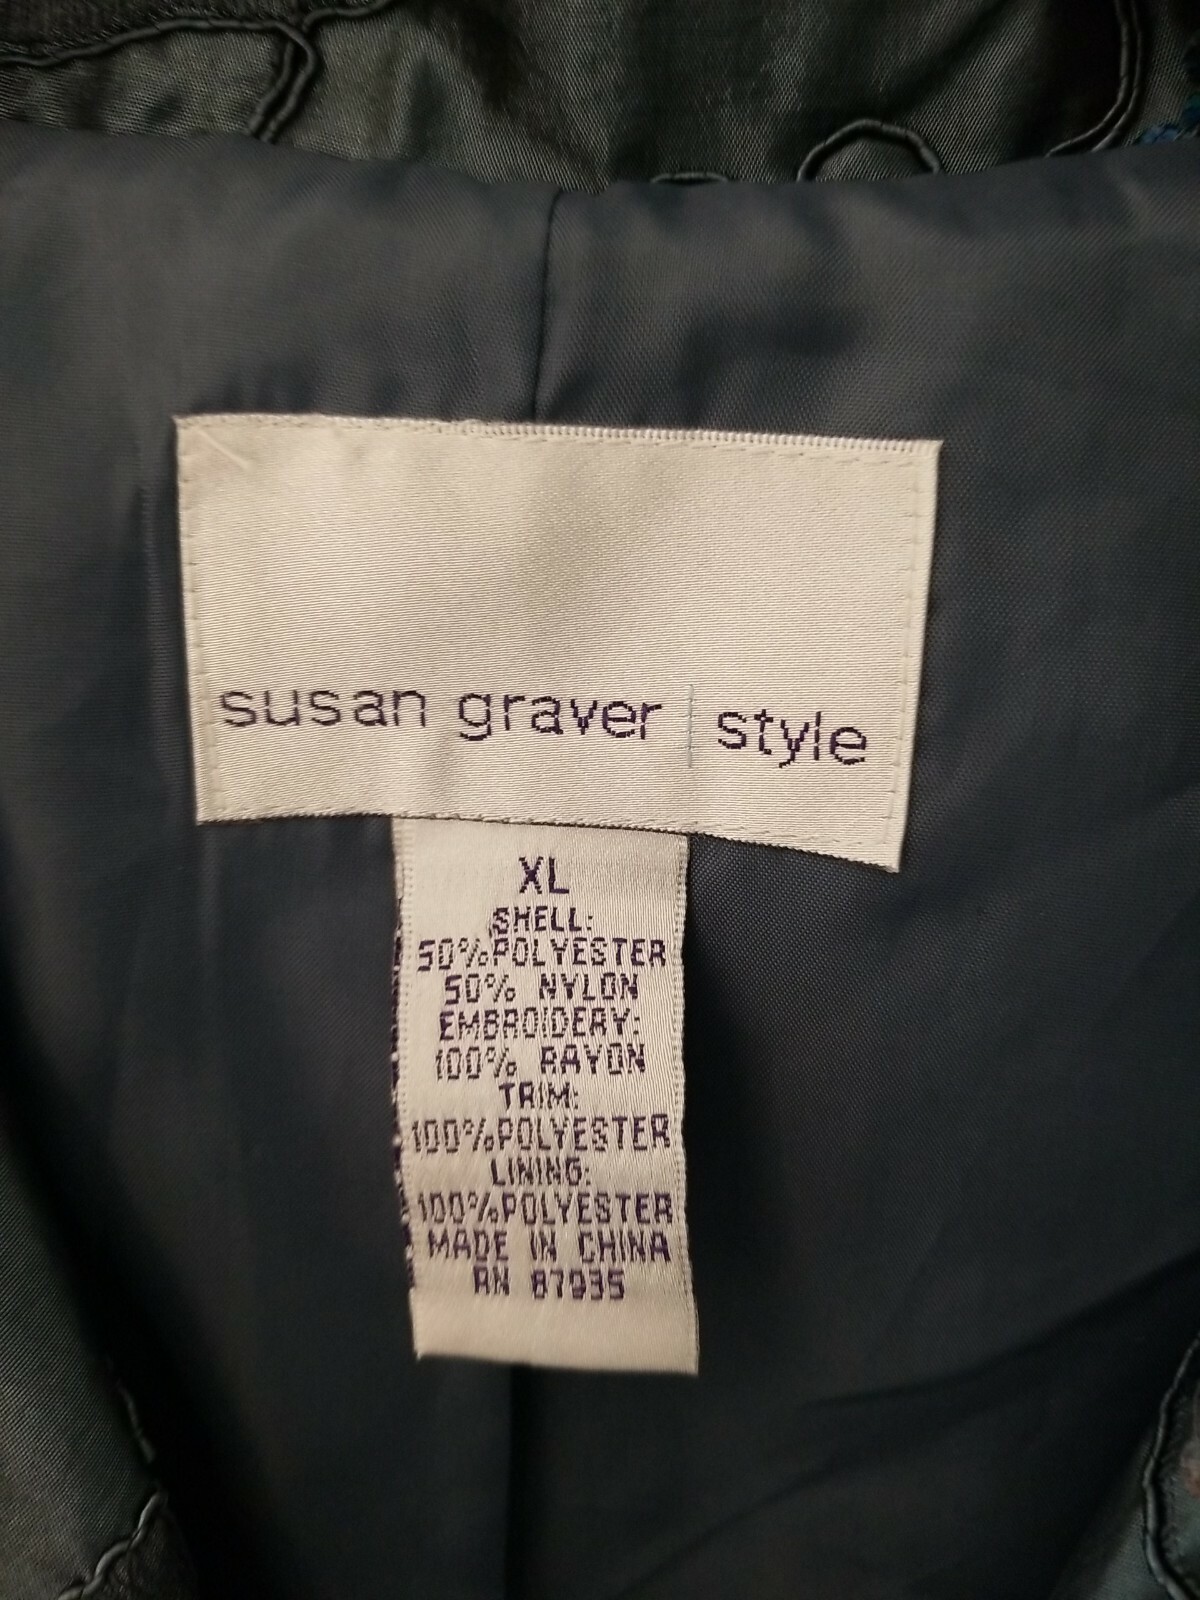 susan graver | style
XL
SHELL:
50%POLYESTER
50% NYLON
EMBROIDERY:
100% RAYON
TRIM:
100%POLYESTER
LINING:
100%POLYESTER
MADE IN CHINA
RN 87935